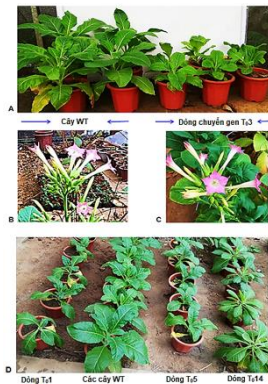 A
Cây WT
Dòng chuyển gen T₀3
B
C
D
Dòng T₀1
Các cây WT
Dòng T₀5
Dòng T₀14